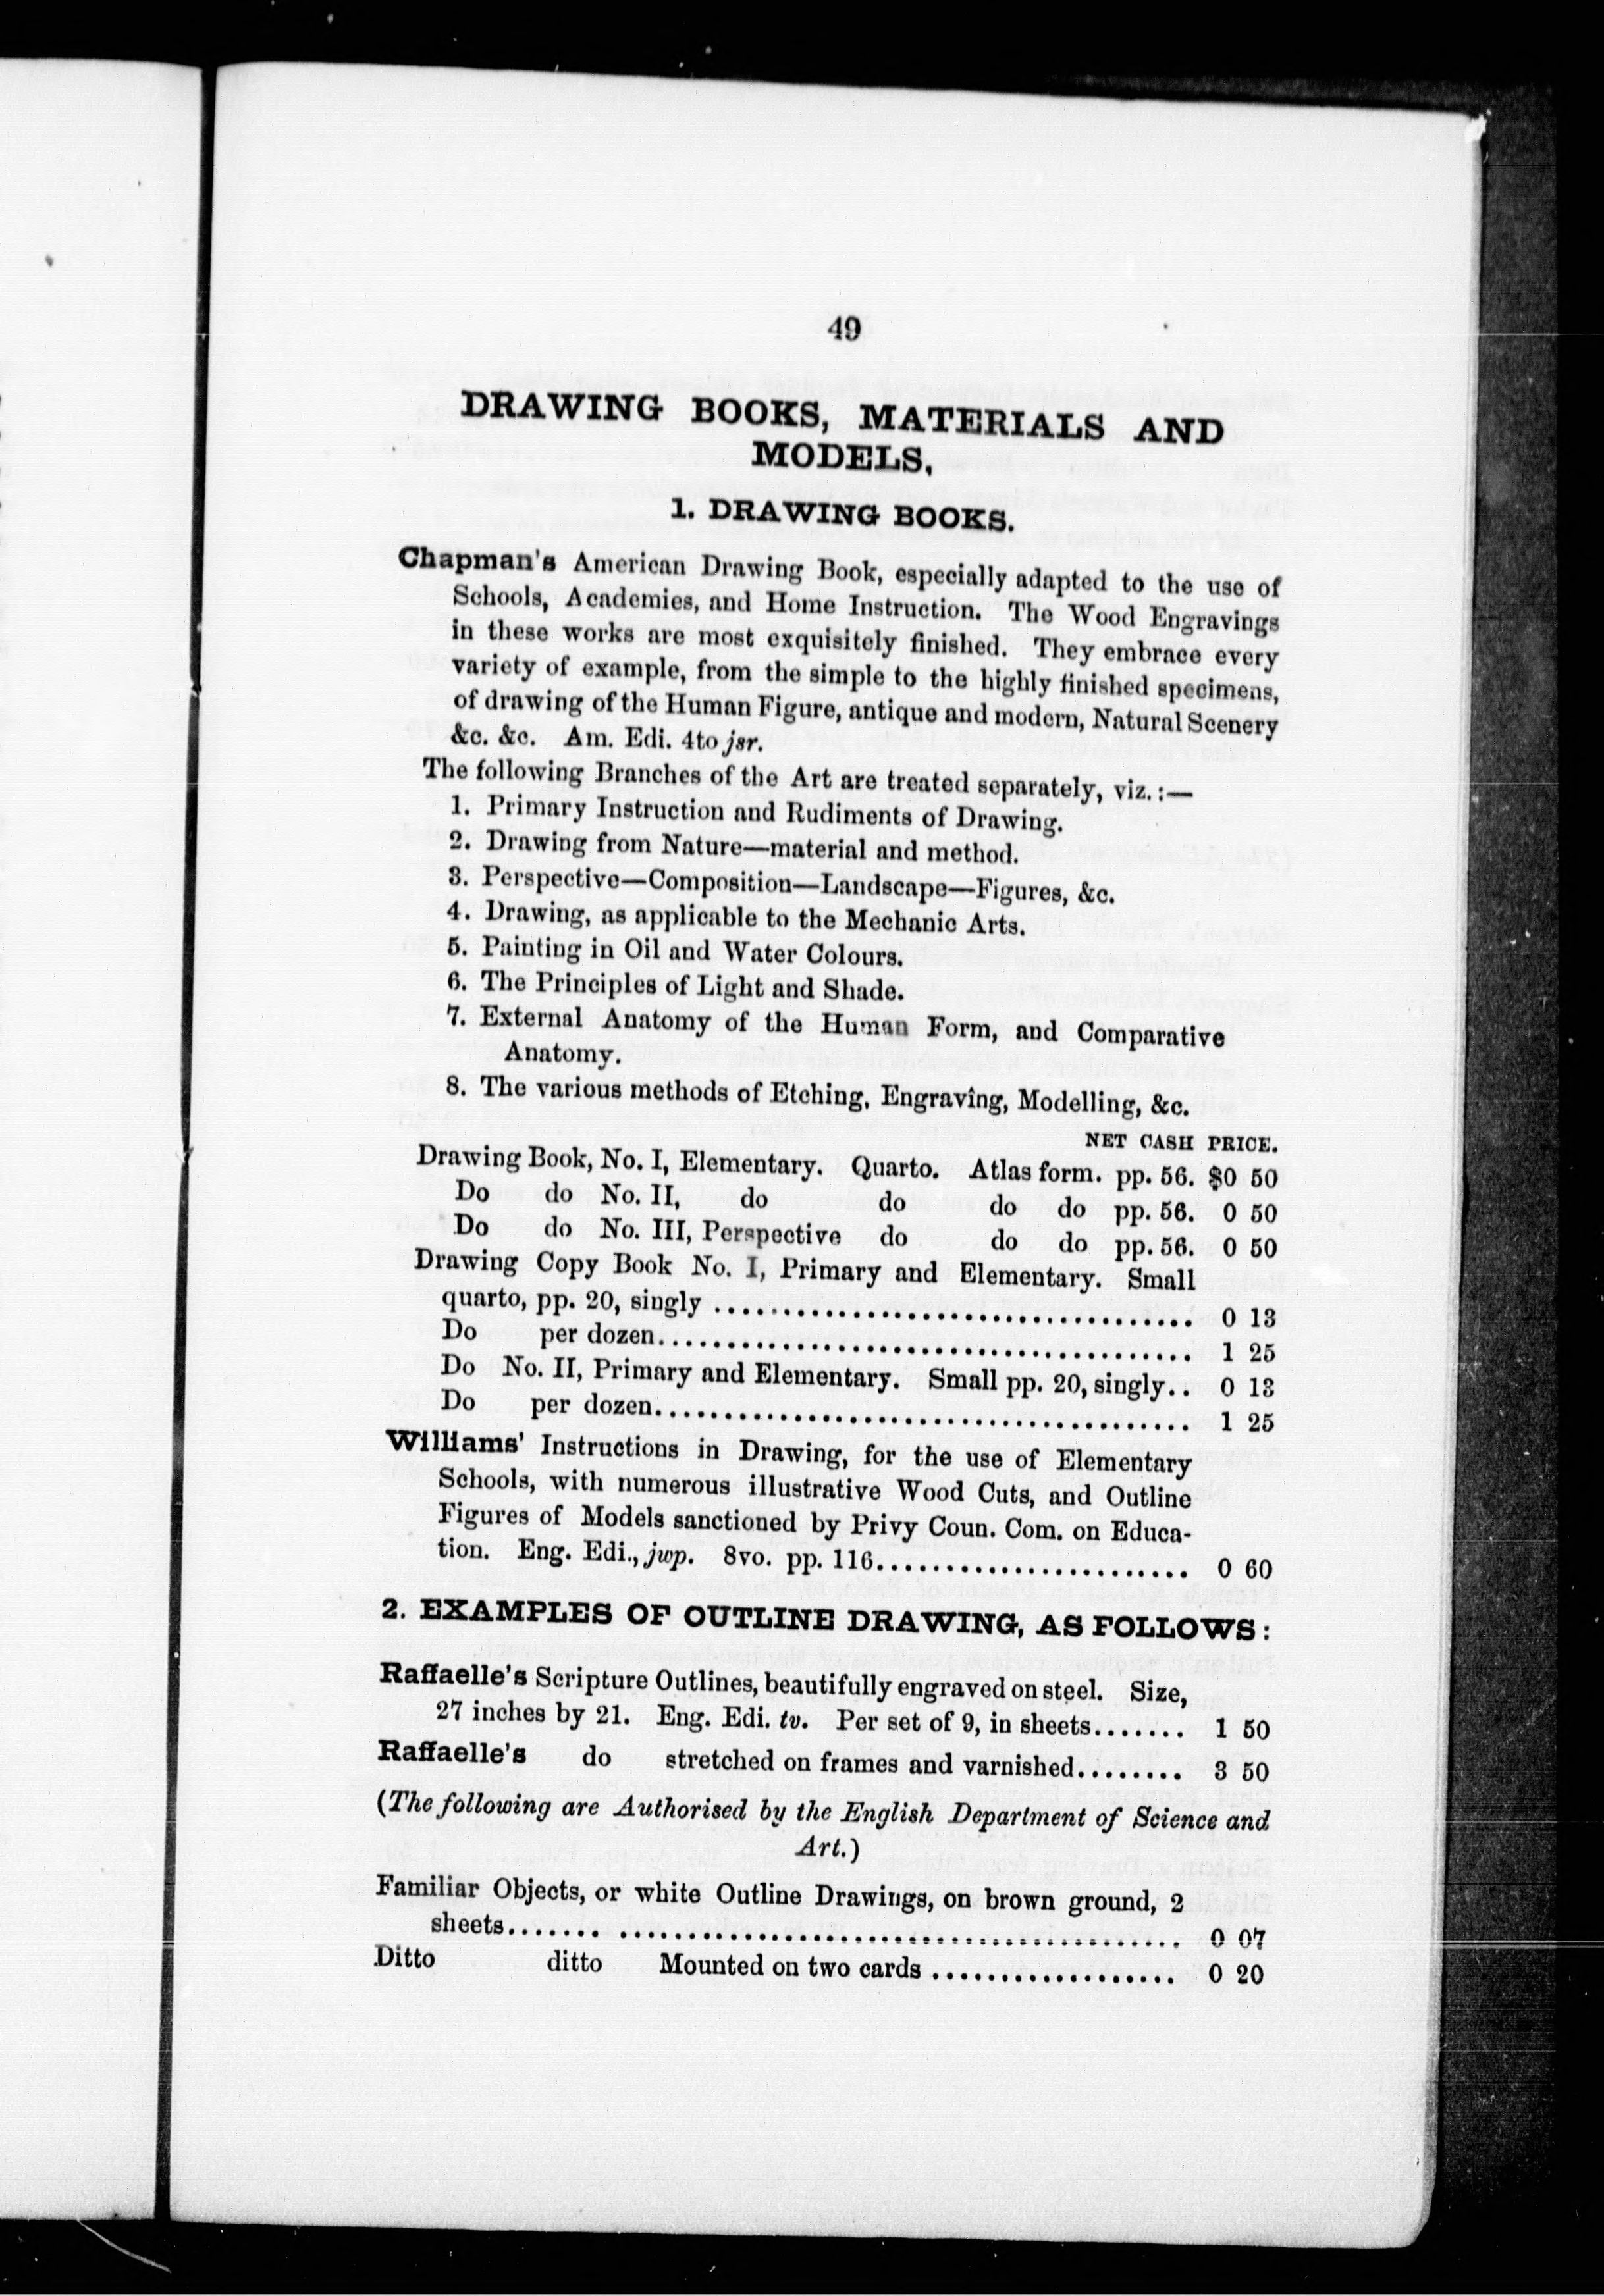 49
DRAWING BOOKS, MATERIALS AND
MODELS,
1. DRAWING BOOKS.
Chapman's American Drawing Book, especially adapted to the use of
Schools, Academies, and Home Instruction. The Wood Engravings
in these works are most exquisitely finished. They embrace every
variety of example, from the simple to the highly finished specimens,
of drawing of the Human Figure, antique and modern, Natural Scenery
&c. &c. Am. Edi. 4to jsr.
The following Branches of the Art are treated separately, viz. :—
1. Primary Instruction and Rudiments of Drawing.
2. Drawing from Nature—material and method.
3. Perspective—Composition—Landscape—Figures, &c.
4. Drawing, as applicable to the Mechanic Arts.
5. Painting in Oil and Water Colours.
6. The Principles of Light and Shade.
7. External Anatomy of the Human Form, and Comparative
Anatomy.
8. The various methods of Etching, Engraving, Modelling, &c.
NET CASH PRICE.
Drawing Book, No. I, Elementary. Quarto. Atlas form. pp. 56. $0 50
Do do No. II, do do do do pp. 56. 0 50
Do do No. III, Perspective do do do pp. 56. 0 50
Drawing Copy Book No. I, Primary and Elementary. Small
quarto, pp. 20, singly .................................. 0 13
Do per dozen...................................... 1 25
Do No. II, Primary and Elementary. Small pp. 20, singly.. 0 13
Do per dozen...................................... 1 25
Williams' Instructions in Drawing, for the use of Elementary
Schools, with numerous illustrative Wood Cuts, and Outline
Figures of Models sanctioned by Privy Coun. Com. on Educa-
tion. Eng. Edi., jwp. 8vo. pp. 116....................... 0 60
2. EXAMPLES OF OUTLINE DRAWING, AS FOLLOWS:
Raffaelle's Scripture Outlines, beautifully engraved on steel. Size,
27 inches by 21. Eng. Edi. tv. Per set of 9, in sheets....... 1 50
Raffaelle's do stretched on frames and varnished........ 3 50
(The following are Authorised by the English Department of Science and
Art.)
Familiar Objects, or white Outline Drawings, on brown ground, 2
sheets....... ........................................ 0 07
Ditto ditto Mounted on two cards .................. 0 20